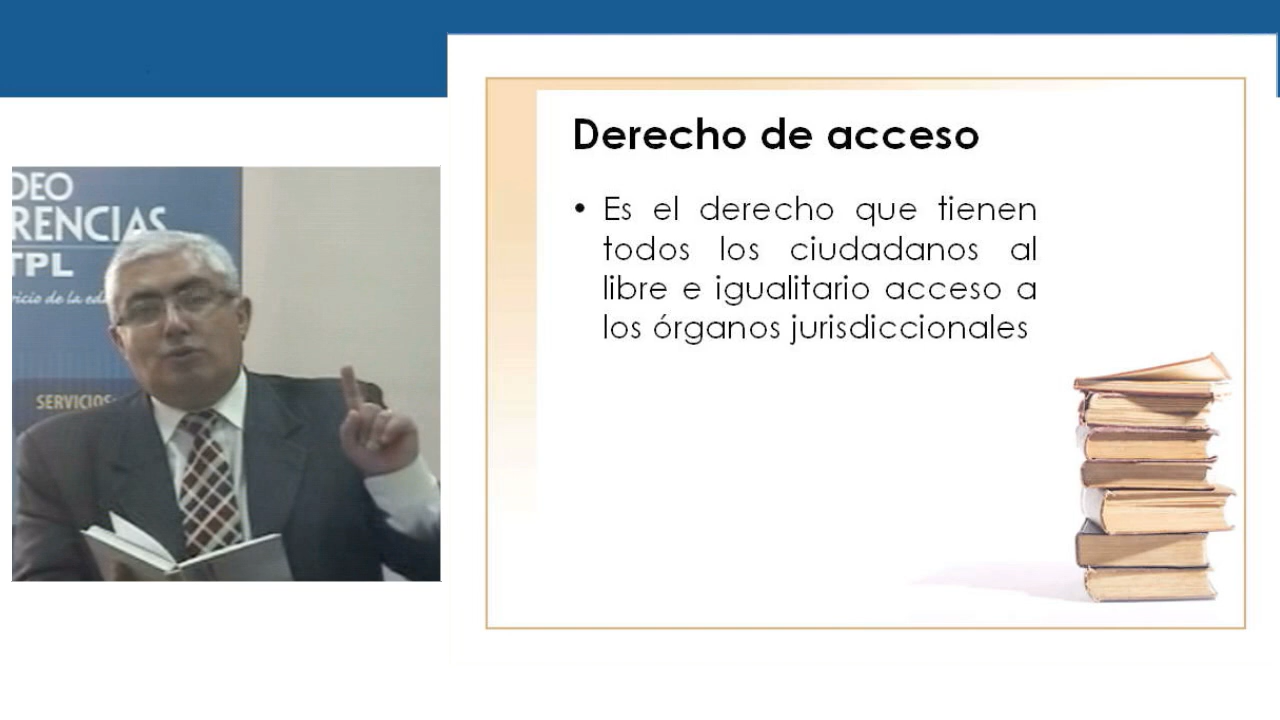 DEO
RENCIAS
TPL
SERVICIOS
Derecho de acceso
• Es el derecho que tienen
todos los ciudadanos al
libre e igualitario acceso a
los órganos jurisdiccionales